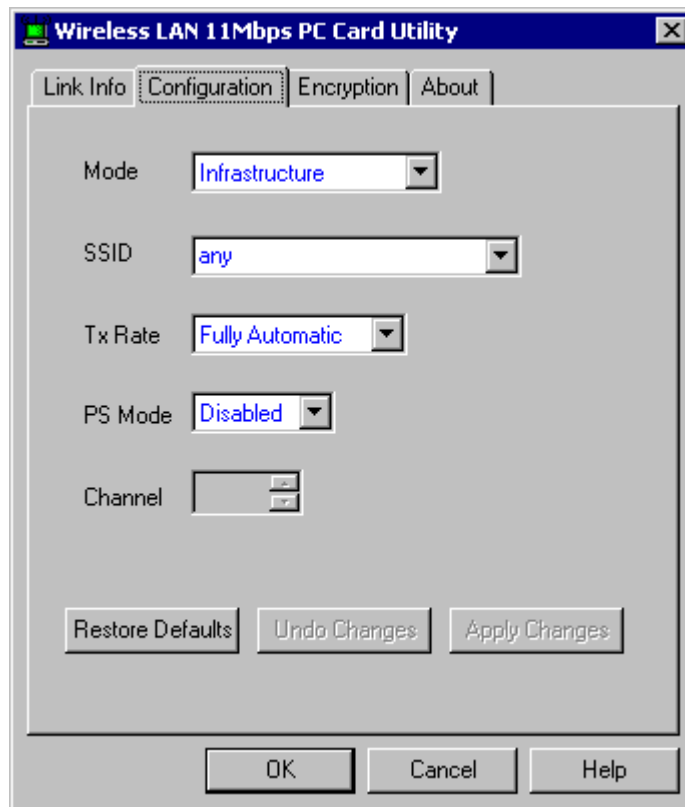 Wireless LAN 11Mbps PC Card Utility
Link Info Configuration Encryption About
Mode Infrastructure
SSID any
Tx Rate Fully Automatic
PS Mode Disabled
Channel
Restore Defaults Undo Changes Apply Changes
OK Cancel Help